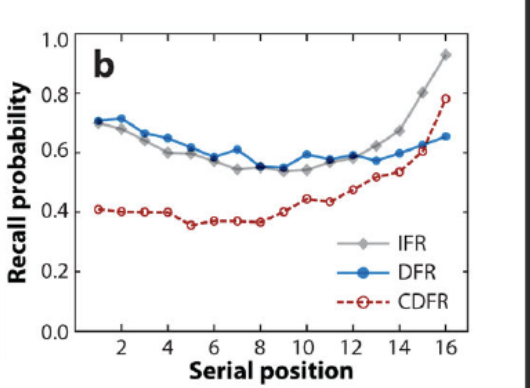 b
1.0
0.8
0.6
0.4
0.2
0.0
Recall probability
IFR
DFR
CDFR
2 4 6 8 10 12 14 16
Serial position